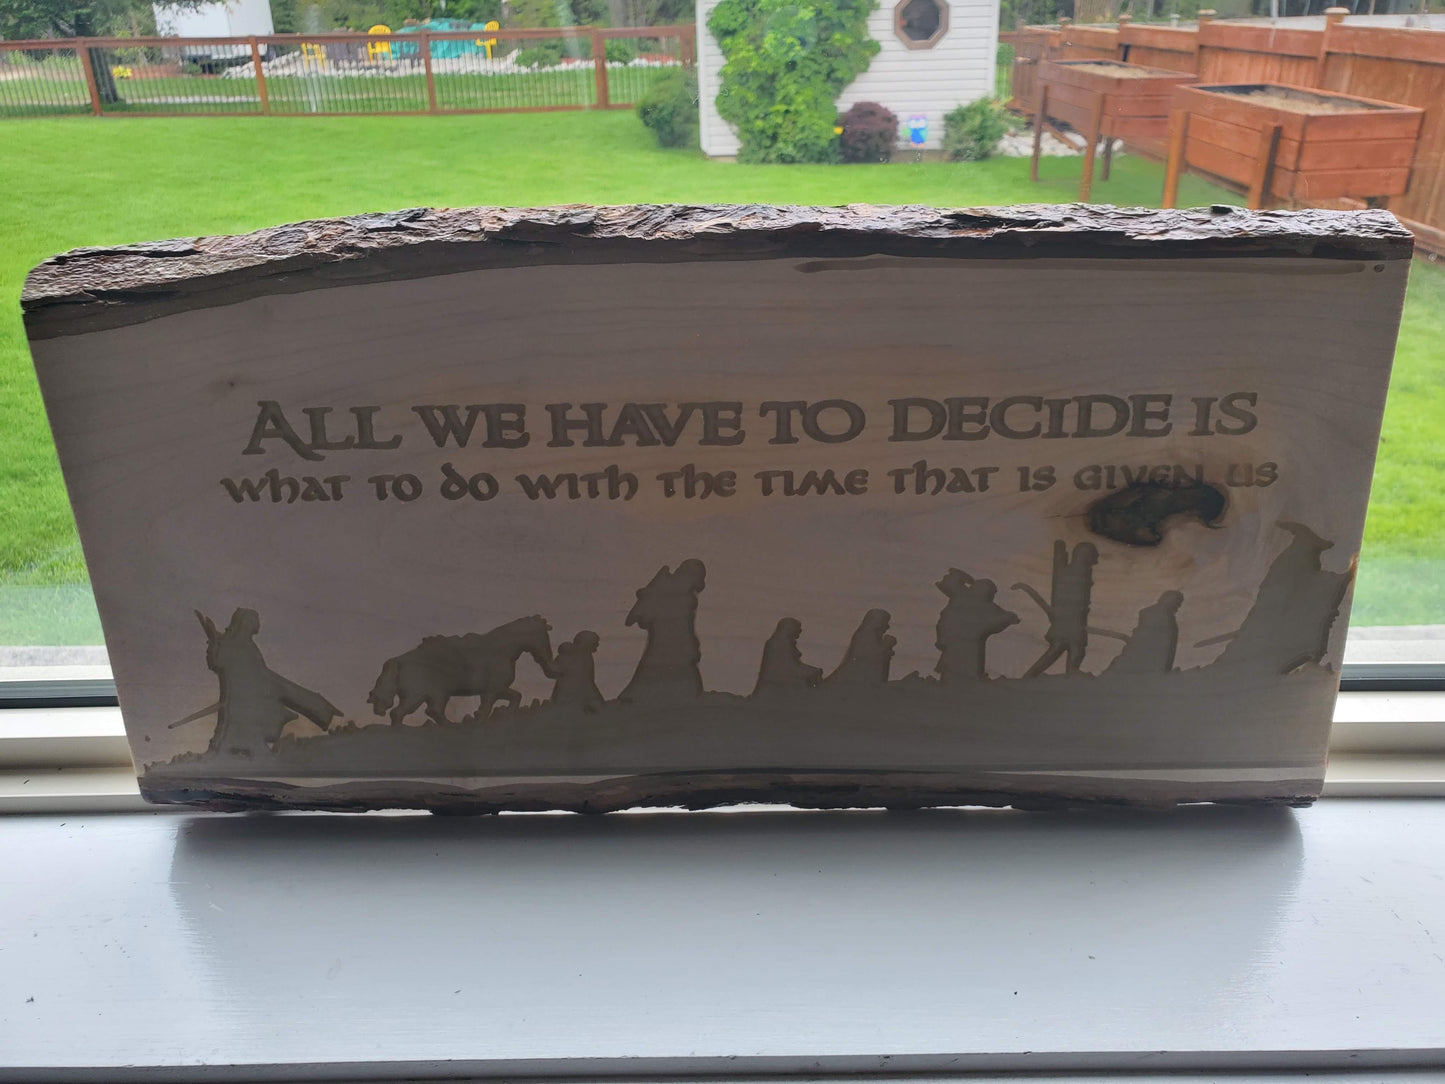 ALL WE HAVE TO DECIDE IS
what to do with the time that is given us